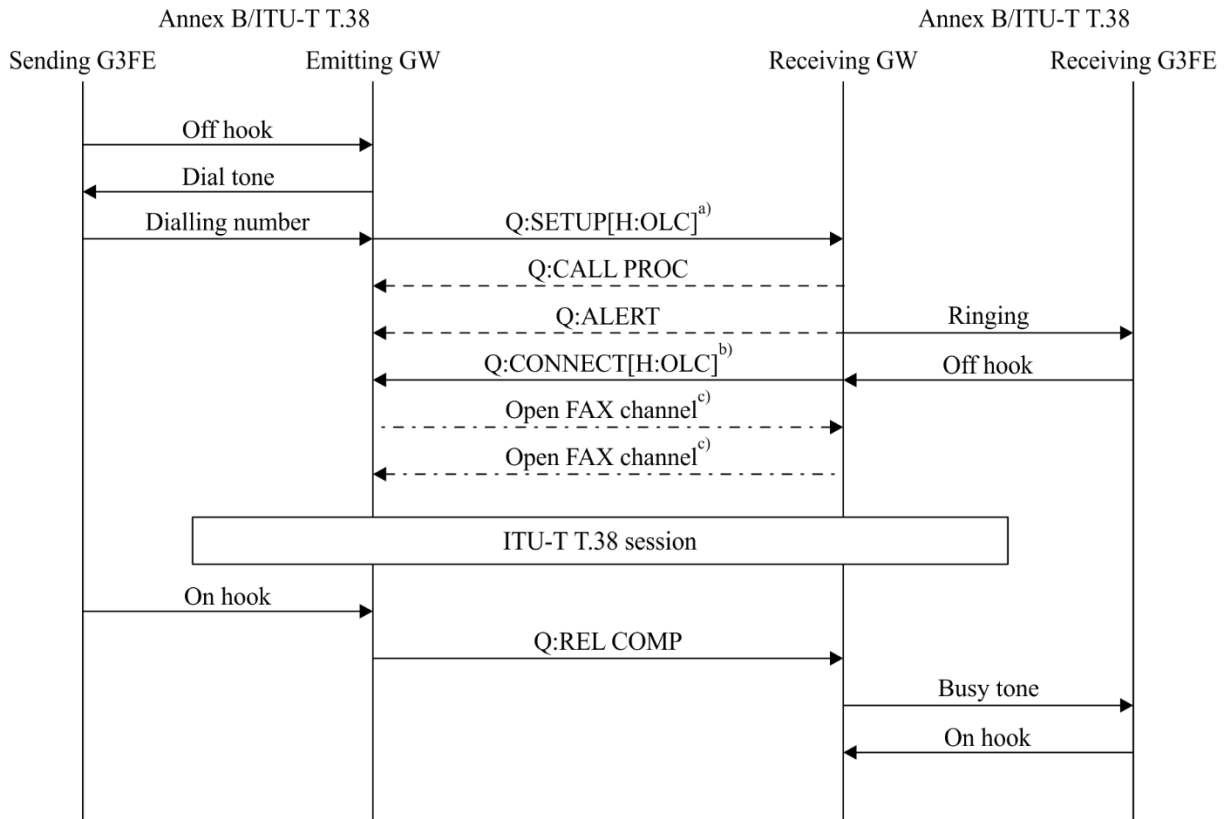 Annex B/ITU-T T.38 Annex B/ITU-T T.38
Sending G3FE Emitting GW Receiving GW Receiving G3FE
Off hook
Dial tone
Dialling number Q:SETUP[H:OLC]a)
Q:CALL PROC
Q:ALERT Ringing
Q:CONNECT[H:OLC]b) Off hook
Open FAX channelc)
Open FAX channelc)
ITU-T T.38 session
On hook
Q:REL COMP
Busy tone
On hook